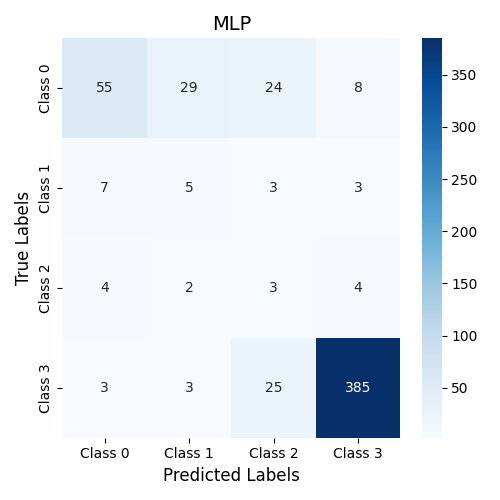 MLP
True Labels
Class 0
55 29 24 8
Class 1
7 5 3 3
Class 2
4 2 3 4
Class 3
3 3 25 385
Class 0 Class 1 Class 2 Class 3
Predicted Labels
350
300
250
200
150
100
50